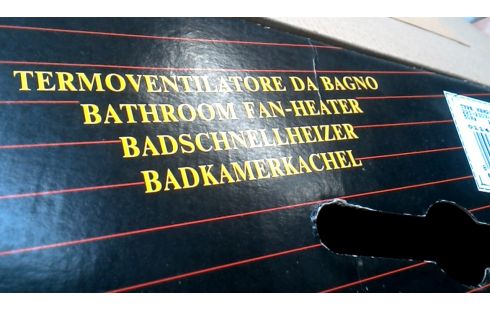 TERMOVENTILATORE DA BAGNO
BATHROOM FAN-HEATER
BADSCHNELLHEIZER
BADKAMERKACHEL